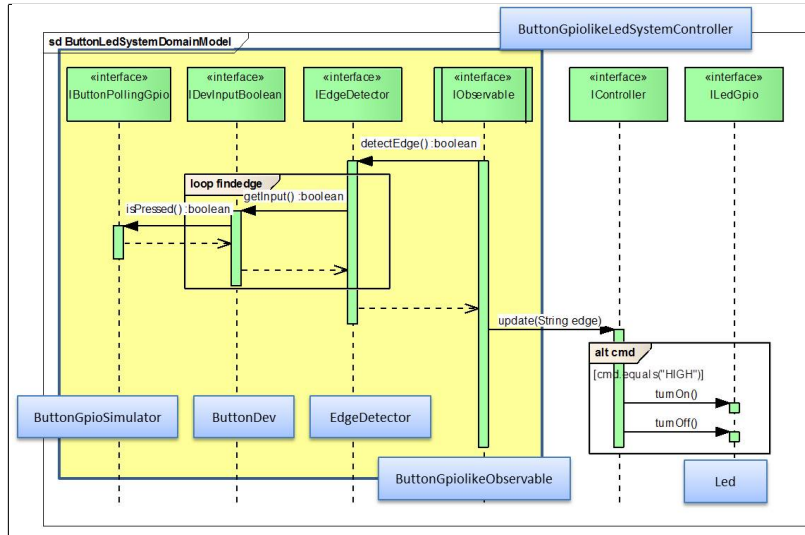 ButtonGpiolikeLedSystemController
sd ButtonLedSystemDomainModel
«interface»
IButtonPollingGpio
«interface»
IDevInputBoolean
«interface»
IEdgeDetector
«interface»
IObservable
«interface»
IController
«interface»
ILedGpio
detectEdge() :boolean
loop findedge
getInput() :boolean
isPressed() :boolean
update(String edge)
alt cmd
[cmd.equals("HIGH")]
turnOn()
turnOff()
ButtonGpioSimulator
ButtonDev
EdgeDetector
ButtonGpiolikeObservable
Led